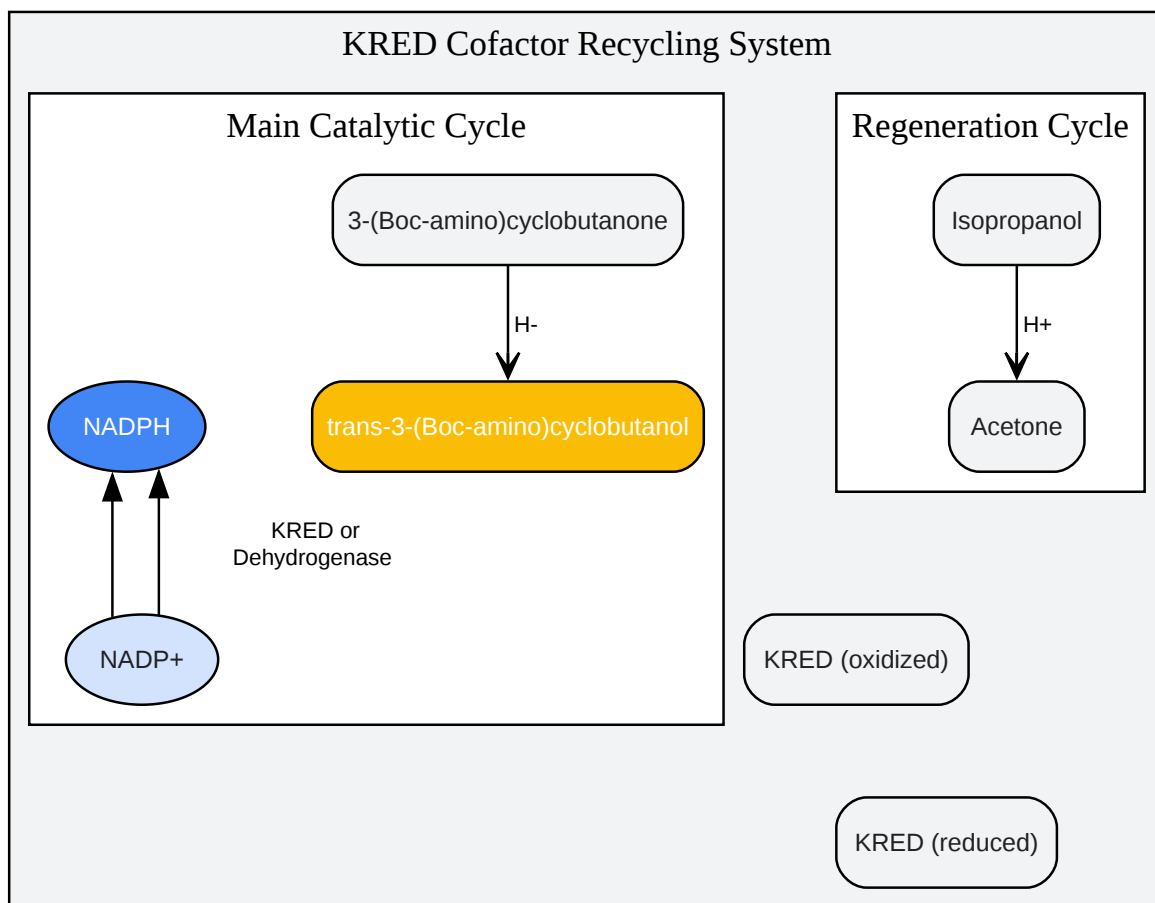 KRED Cofactor Recycling System
Main Catalytic Cycle
Regeneration Cycle
3-(Boc-amino)cyclobutanone
Isopropanol
H-
H+
NADPH
trans-3-(Boc-amino)cyclobutanol
Acetone
KRED or
Dehydrogenase
NADP+
KRED (oxidized)
KRED (reduced)